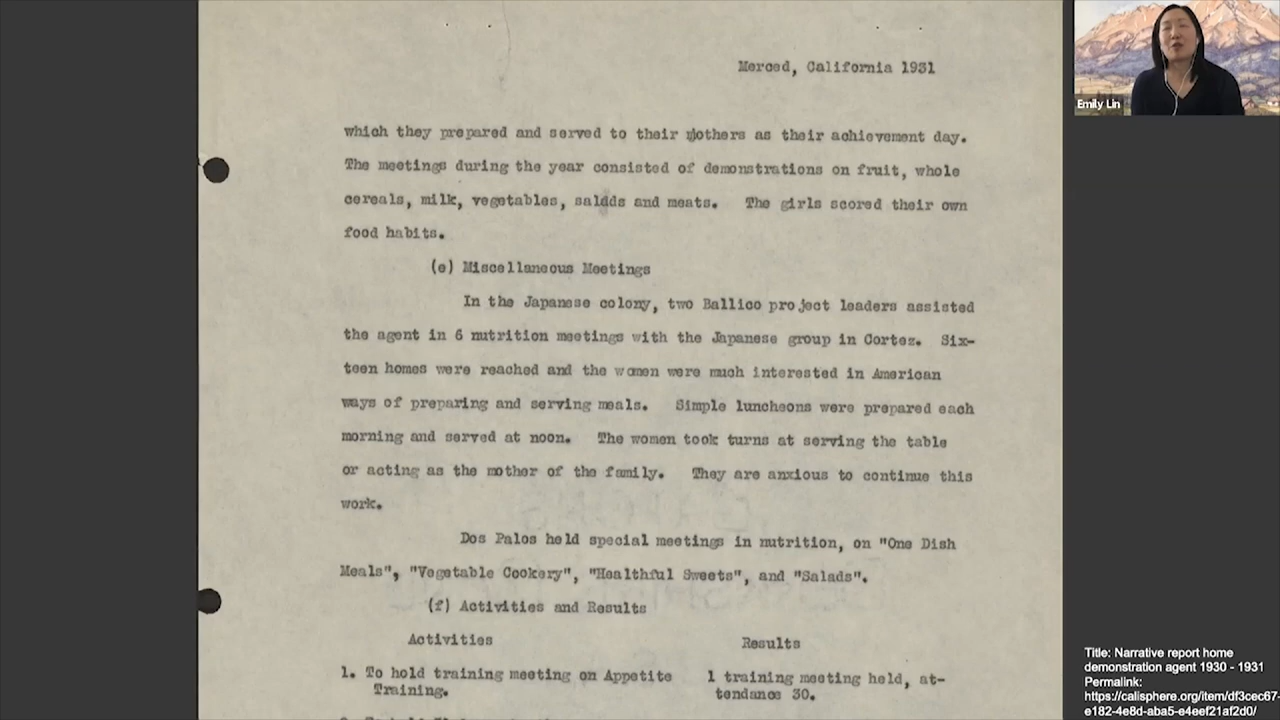 Merced, California 1931
which they prepared and served to their mothers as their achievement day.
The meetings during the year consisted of demonstrations on fruit, whole
cereals, milk, vegetables, salads and meats. The girls scored their own
food habits.
(e) Miscellaneous Meetings
In the Japanese colony, two Ballico project leaders assisted
the agent in 6 nutrition meetings with the Japanese group in Cortez. Six-
teen homes were reached and the women were much interested in American
ways of preparing and serving meals. Simple luncheons were prepared each
morning and served at noon. The women took turns at serving the table
or acting as the mother of the family. They are anxious to continue this
work.
Dos Palos held special meetings in nutrition, on "One Dish
Meals", "Vegetable Cookery", "Healthful Sweets", and "Salads".
(f) Activities and Results
Activities Results
1. To hold training meeting on Appetite 1 training meeting held, at-
Training. tendance 30.
Emily Lin
Title: Narrative report home
demonstration agent 1930 - 1931
Permalink:
https://calisphere.org/item/df3cec67-
e182-4e8d-aba5-e4eef21af2d0/